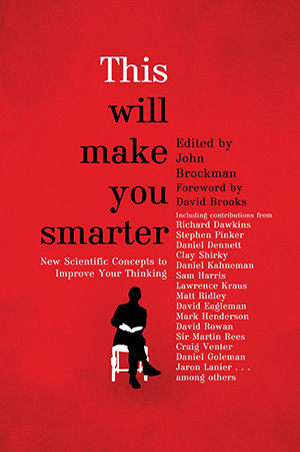 This
will
make
you
smarter
New Scientific Concepts to
Improve Your Thinking
Edited by
John
Brockman
Foreword by
David Brooks
Including contributions from
Richard Dawkins
Stephen Pinker
Daniel Dennett
Clay Shirky
Daniel Kahneman
Sam Harris
Lawrence Kraus
Matt Ridley
David Eagleman
Mark Henderson
David Rowan
Sir Martin Rees
Craig Venter
Daniel Goleman
Jaron Lanier . . .
among others